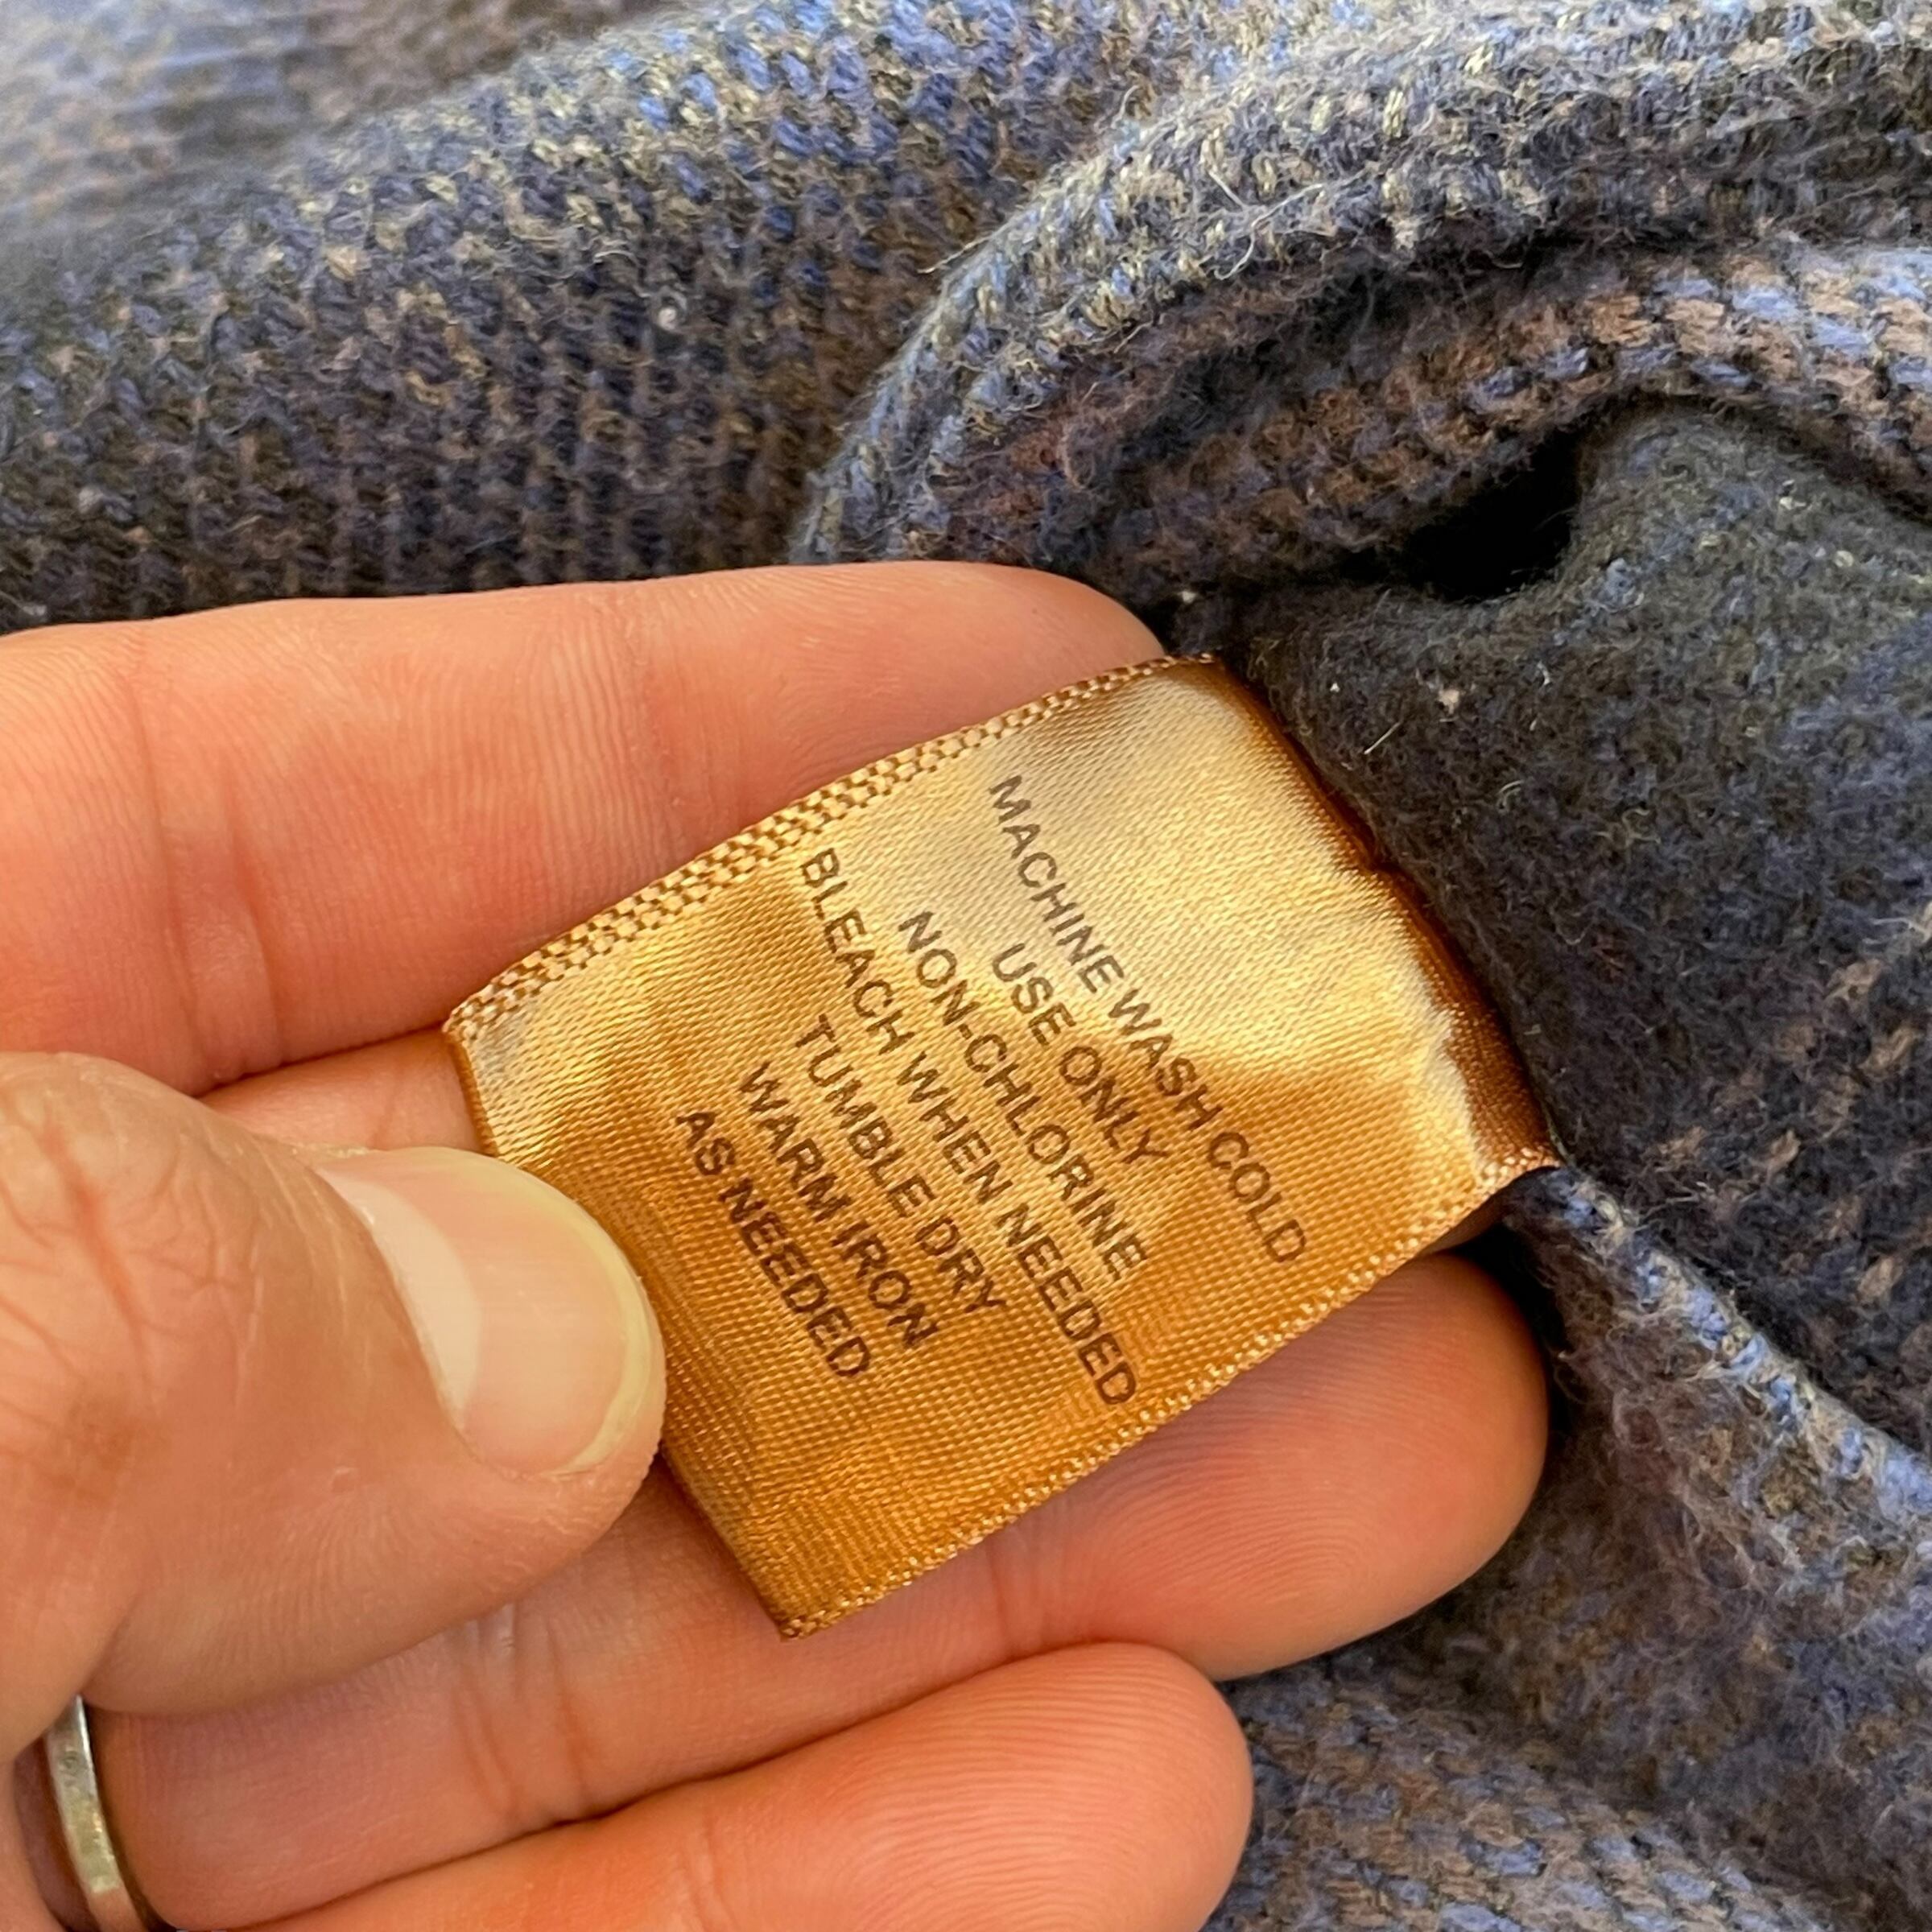 MACHINE WASH COLD
USE ONLY
NON-CHLORINE
BLEACH WHEN NEEDED
TUMBLE DRY
WARM IRON
AS NEEDED